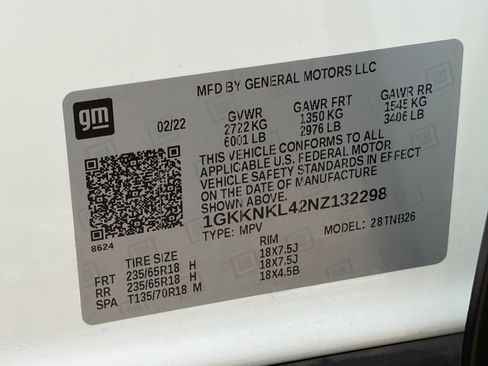 MFD BY GENERAL MOTORS LLC
gm
02/22 GVWR GAWR FRT GAWR RR
2722 KG 1350 KG 1545 KG
6001 LB 2976 LB 3406 LB
THIS VEHICLE CONFORMS TO ALL
APPLICABLE U.S. FEDERAL MOTOR
VEHICLE SAFETY STANDARDS IN EFFECT
ON THE DATE OF MANUFACTURE
SHOWN ABOVE.
1GKKNKL42NZ132298
8624
TYPE: MPV MODEL: 28TNB26
TIRE SIZE RIM
FRT 235/65R18 H 18X7.5J
RR 235/65R18 H 18X7.5J
SPA T135/70R18 M 18X4.5B